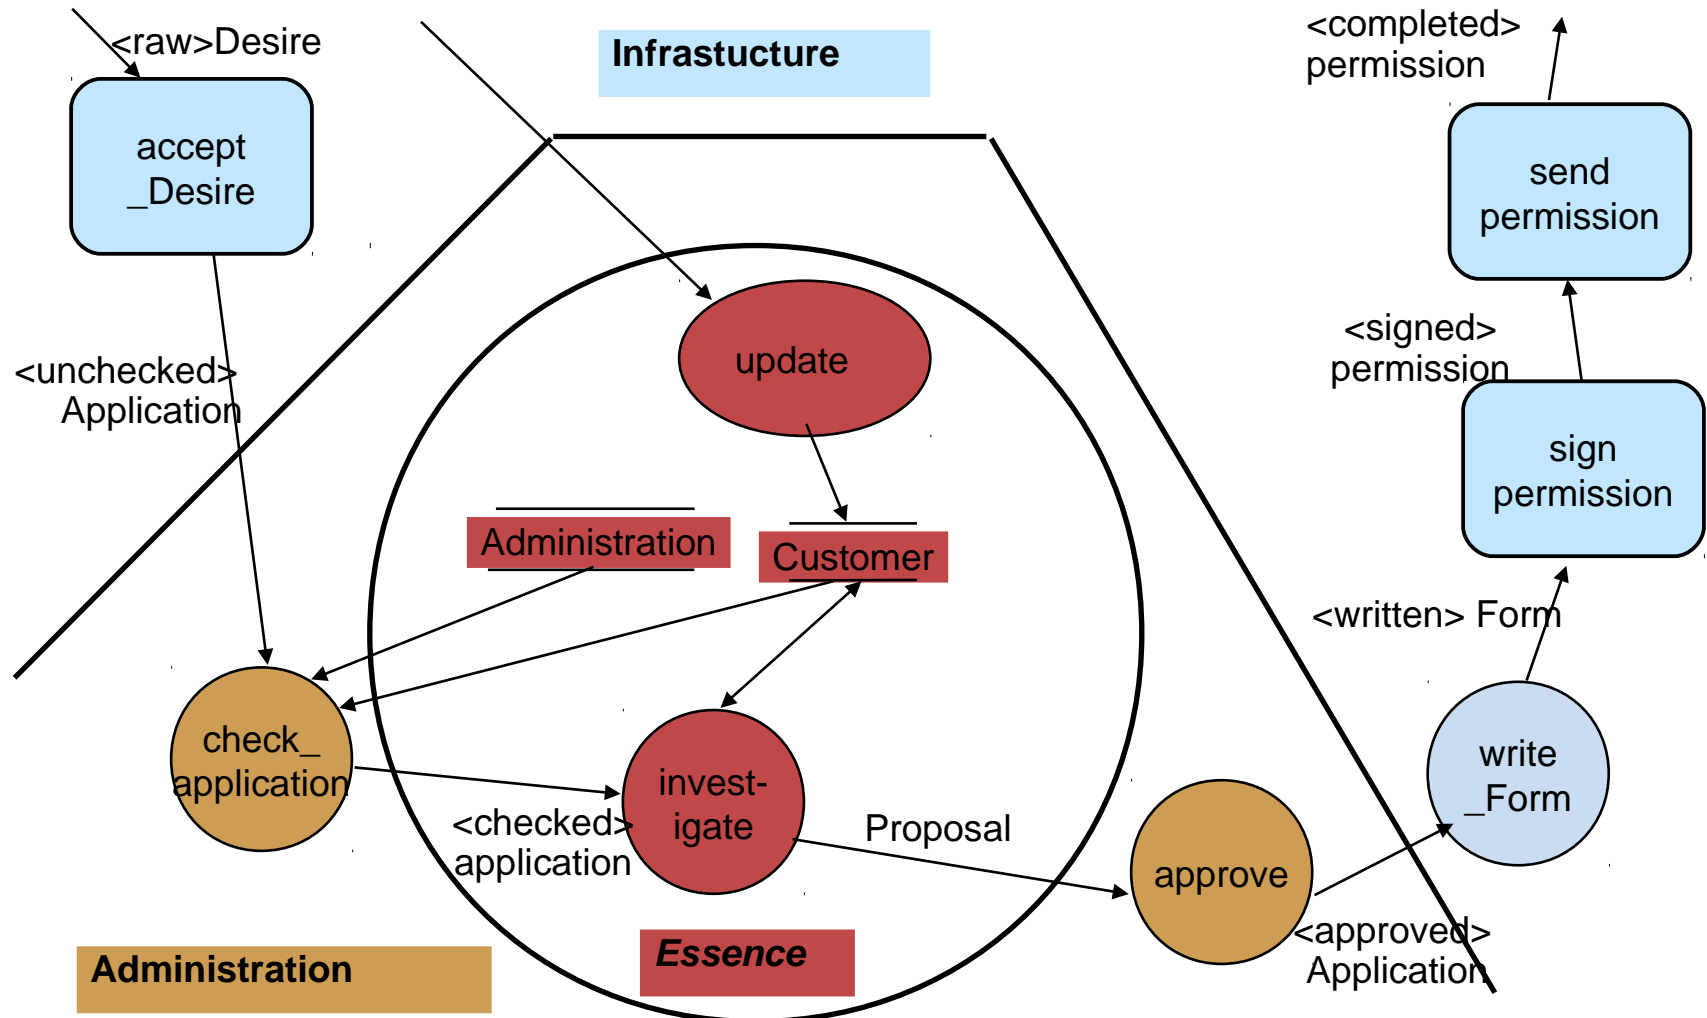 <raw>Desire
Infrastucture
<completed>
permission
accept
_Desire
send
permission
<unchecked>
Application
update
<signed>
permission
sign
permission
Administration
Customer
<written> Form
check_
application
invest-
igate
<checked>
application
Proposal
approve
write
_Form
<approved>
Application
Administration
Essence